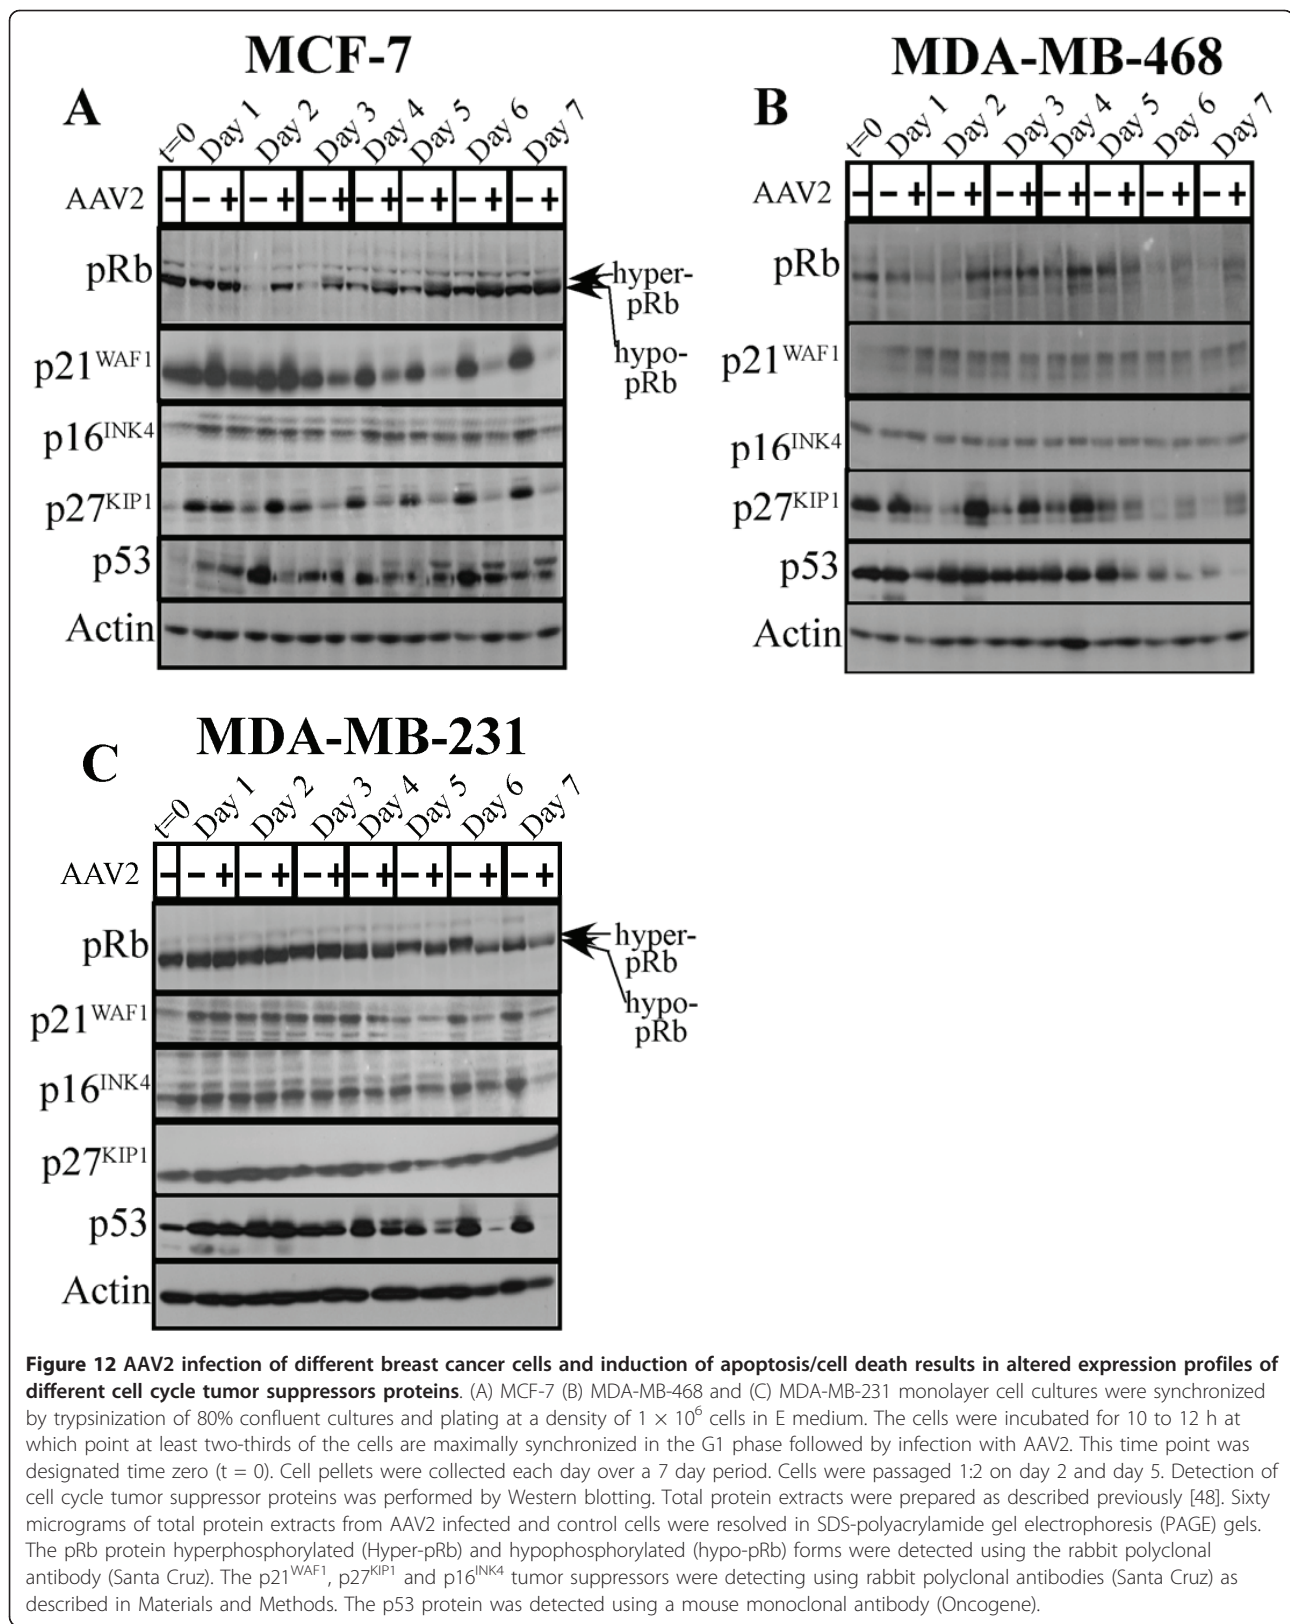 MCF-7
A
t=0 Day 1 Day 2 Day 3 Day 4 Day 5 Day 6 Day 7
AAV2 − − + − + − + − + − + − + − +
pRb
hyper-
pRb
hypo-
pRb
p21WAF1
p16INK4
p27KIP1
p53
Actin
MDA-MB-468
B
t=0 Day 1 Day 2 Day 3 Day 4 Day 5 Day 6 Day 7
AAV2 − − + − + − + − + − + − + − +
pRb
p21WAF1
p16INK4
p27KIP1
p53
Actin
MDA-MB-231
C
t=0 Day 1 Day 2 Day 3 Day 4 Day 5 Day 6 Day 7
AAV2 − − + − + − + − + − + − + − +
pRb
hyper-
pRb
hypo-
pRb
p21WAF1
p16INK4
p27KIP1
p53
Actin
Figure 12 AAV2 infection of different breast cancer cells and induction of apoptosis/cell death results in altered expression profiles of
different cell cycle tumor suppressors proteins. (A) MCF-7 (B) MDA-MB-468 and (C) MDA-MB-231 monolayer cell cultures were synchronized
by trypsinization of 80% confluent cultures and plating at a density of 1 × 10⁶ cells in E medium. The cells were incubated for 10 to 12 h at
which point at least two-thirds of the cells are maximally synchronized in the G1 phase followed by infection with AAV2. This time point was
designated time zero (t = 0). Cell pellets were collected each day over a 7 day period. Cells were passaged 1:2 on day 2 and day 5. Detection of
cell cycle tumor suppressor proteins was performed by Western blotting. Total protein extracts were prepared as described previously [48]. Sixty
micrograms of total protein extracts from AAV2 infected and control cells were resolved in SDS-polyacrylamide gel electrophoresis (PAGE) gels.
The pRb protein hyperphosphorylated (Hyper-pRb) and hypophosphorylated (hypo-pRb) forms were detected using the rabbit polyclonal
antibody (Santa Cruz). The p21WAF1, p27KIP1 and p16INK4 tumor suppressors were detecting using rabbit polyclonal antibodies (Santa Cruz) as
described in Materials and Methods. The p53 protein was detected using a mouse monoclonal antibody (Oncogene).